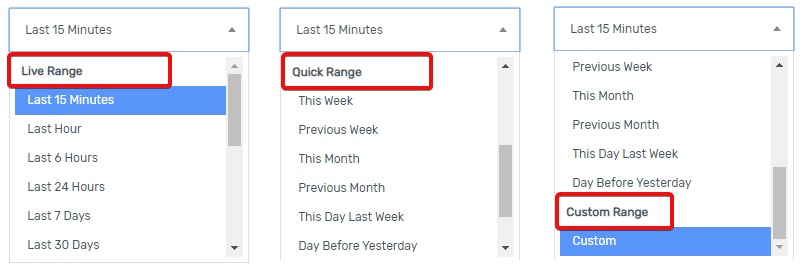 Last 15 Minutes
Live Range
Last 15 Minutes
Last Hour
Last 6 Hours
Last 24 Hours
Last 7 Days
Last 30 Days
Last 15 Minutes
Quick Range
This Week
Previous Week
This Month
Previous Month
This Day Last Week
Day Before Yesterday
Last 15 Minutes
Previous Week
This Month
Previous Month
This Day Last Week
Day Before Yesterday
Custom Range
Custom